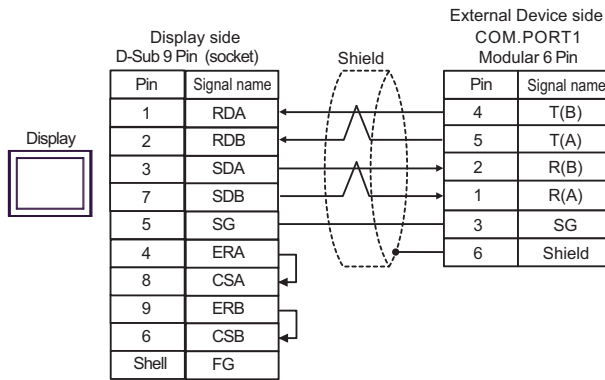 External Device side
COM.PORT1
Modular 6 Pin
Display side
D-Sub 9 Pin (socket)
Shield
Display
Pin Signal name
1 RDA
2 RDB
3 SDA
7 SDB
5 SG
4 ERA
8 CSA
9 ERB
6 CSB
Shell FG
Pin Signal name
4 T(B)
5 T(A)
2 R(B)
1 R(A)
3 SG
6 Shield